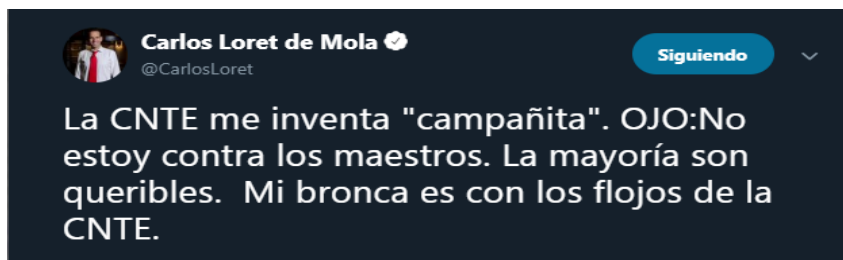 Carlos Loret de Mola
@CarlosLoret
Siguiendo
La CNTE me inventa "campañita". OJO:No
estoy contra los maestros. La mayoría son
queribles.  Mi bronca es con los flojos de la
CNTE.